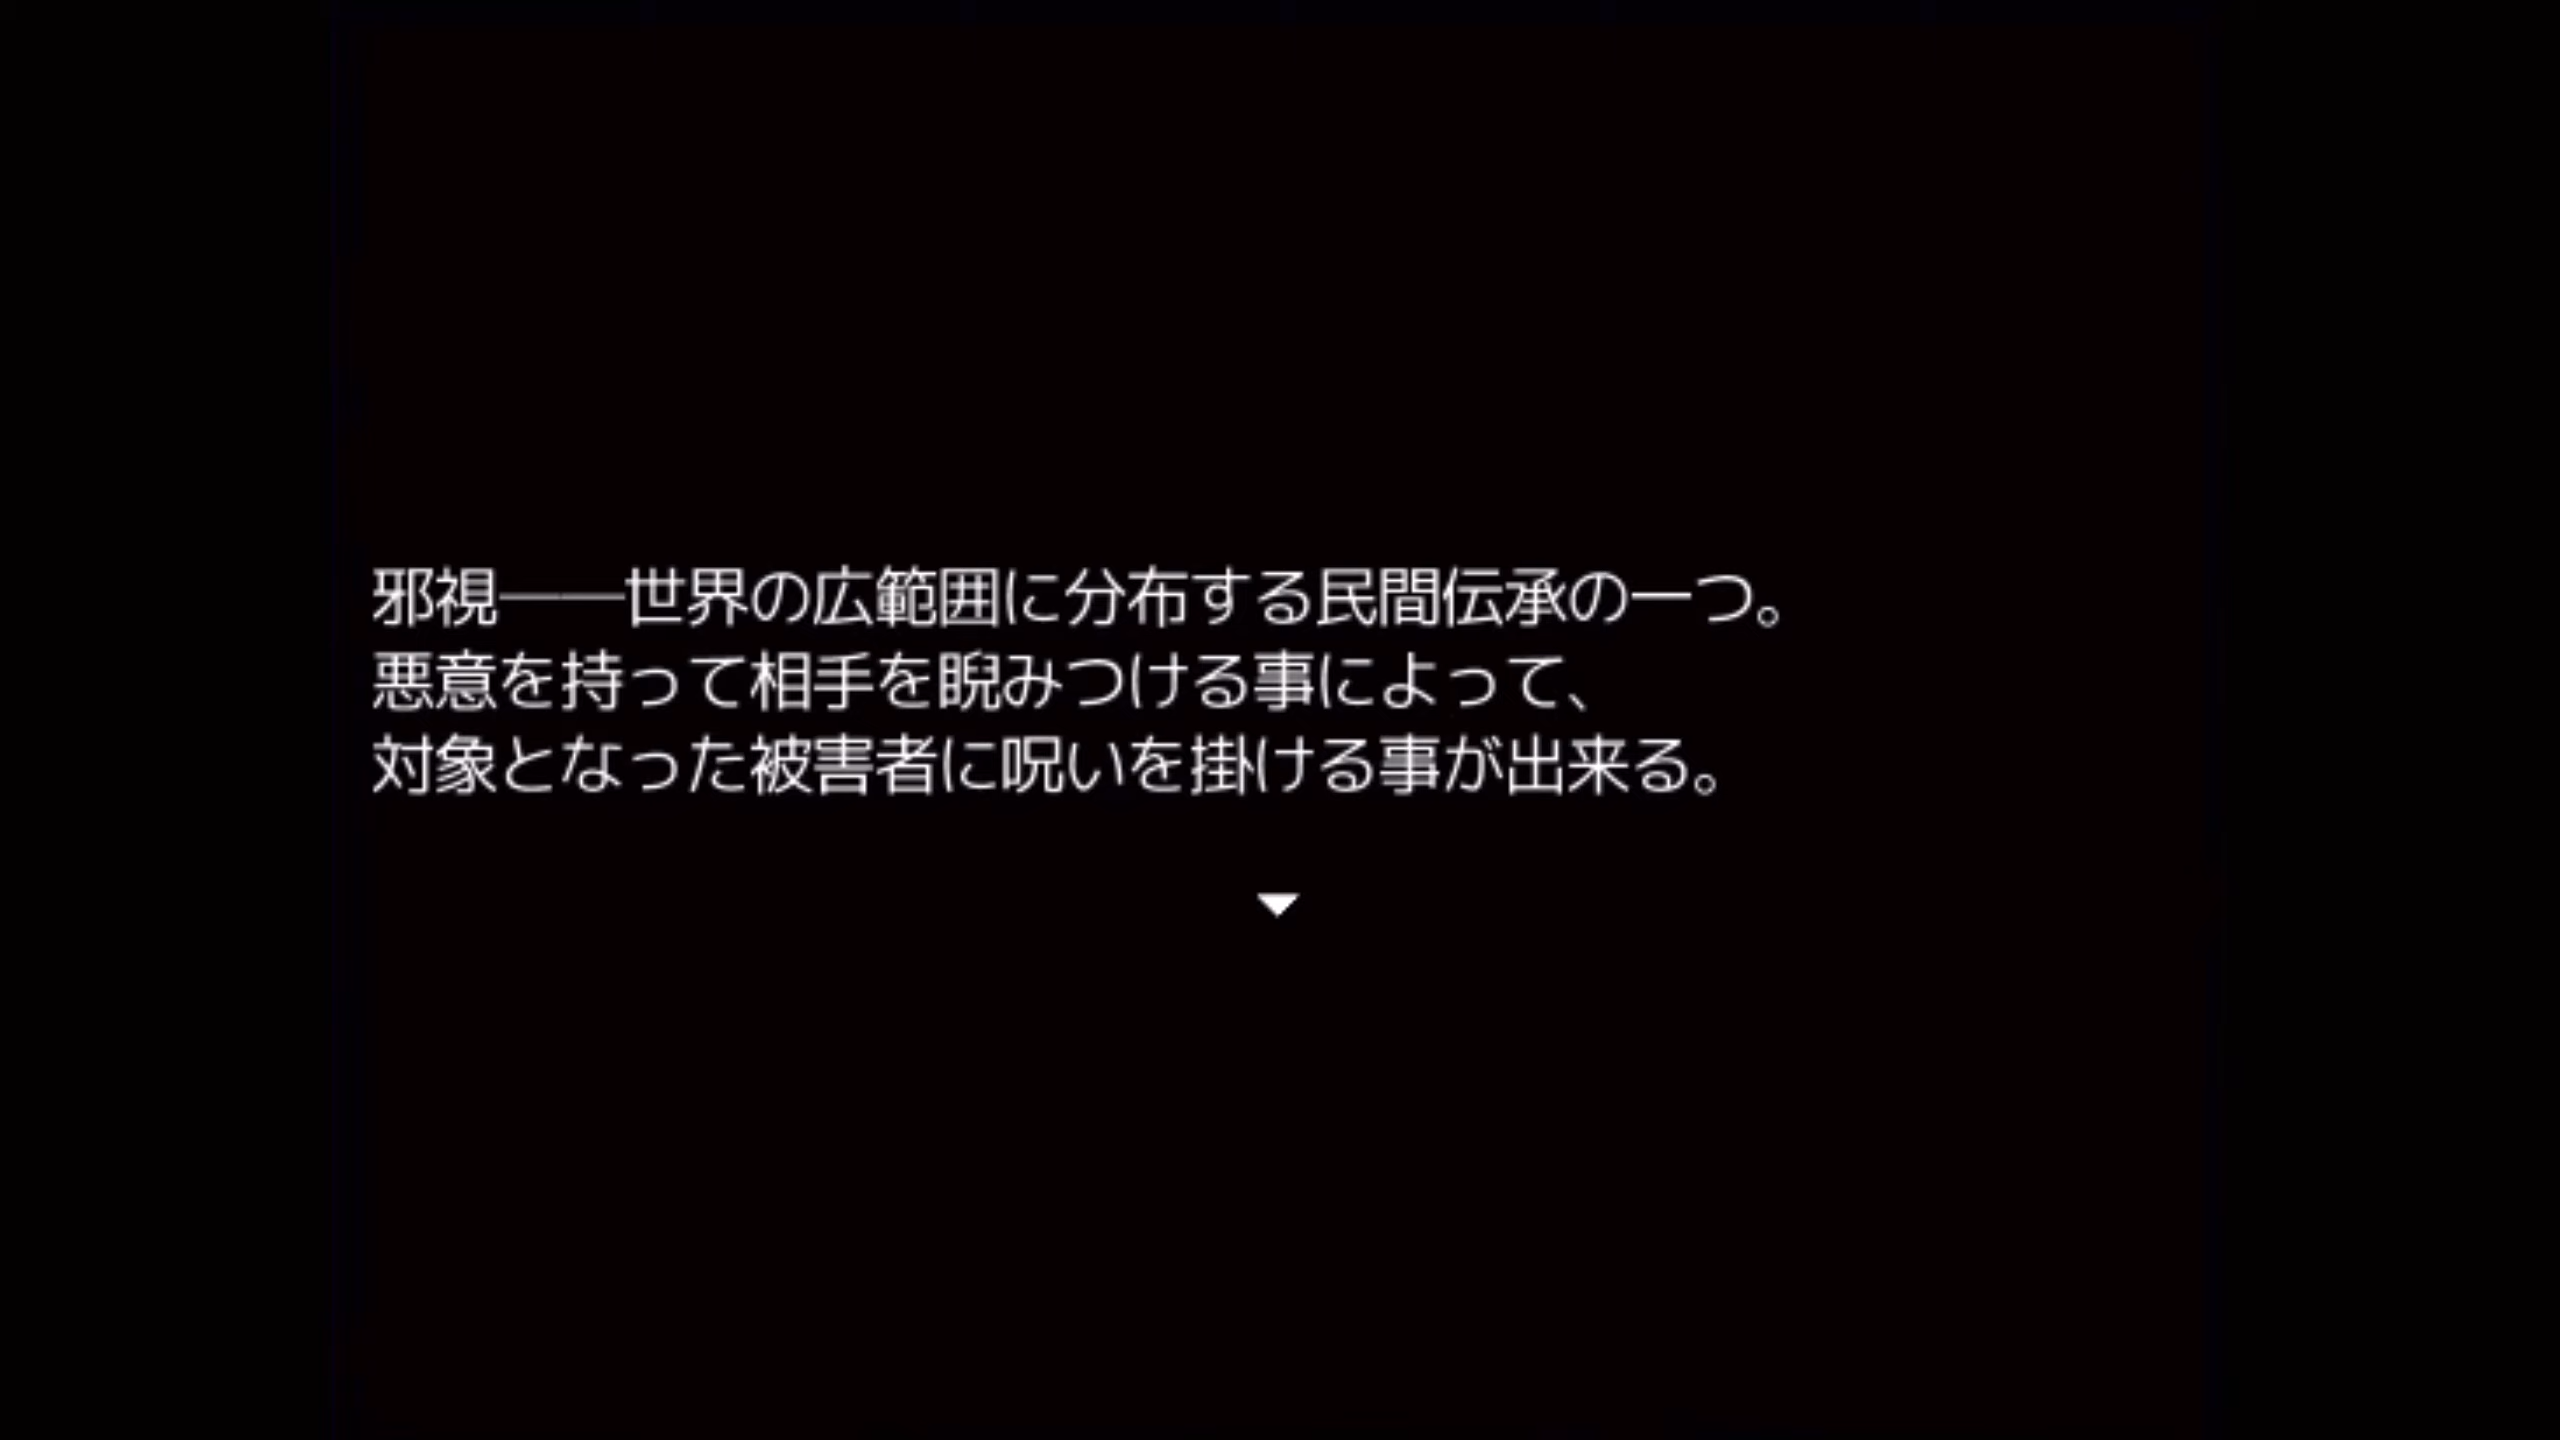 邪視――世界の広範囲に分布する民間伝承の一つ。
悪意を持って相手を睨みつける事によって、
対象となった被害者に呪いを掛ける事が出来る。